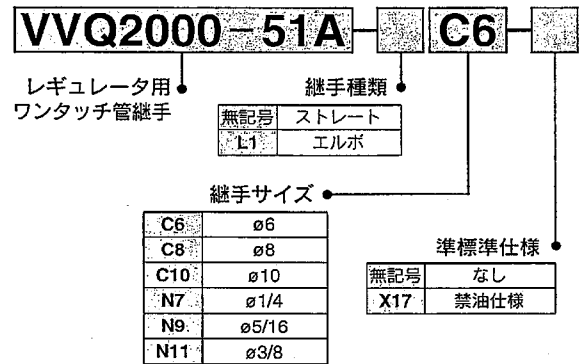 VVQ2000-51A-□C6-□
レギュレータ用
ワンタッチ管継手
継手種類
無記号 ストレート
L1 エルボ
継手サイズ
C6 ø6
C8 ø8
C10 ø10
N7 ø1/4
N9 ø5/16
N11 ø3/8
準標準仕様
無記号 なし
X17 禁油仕様